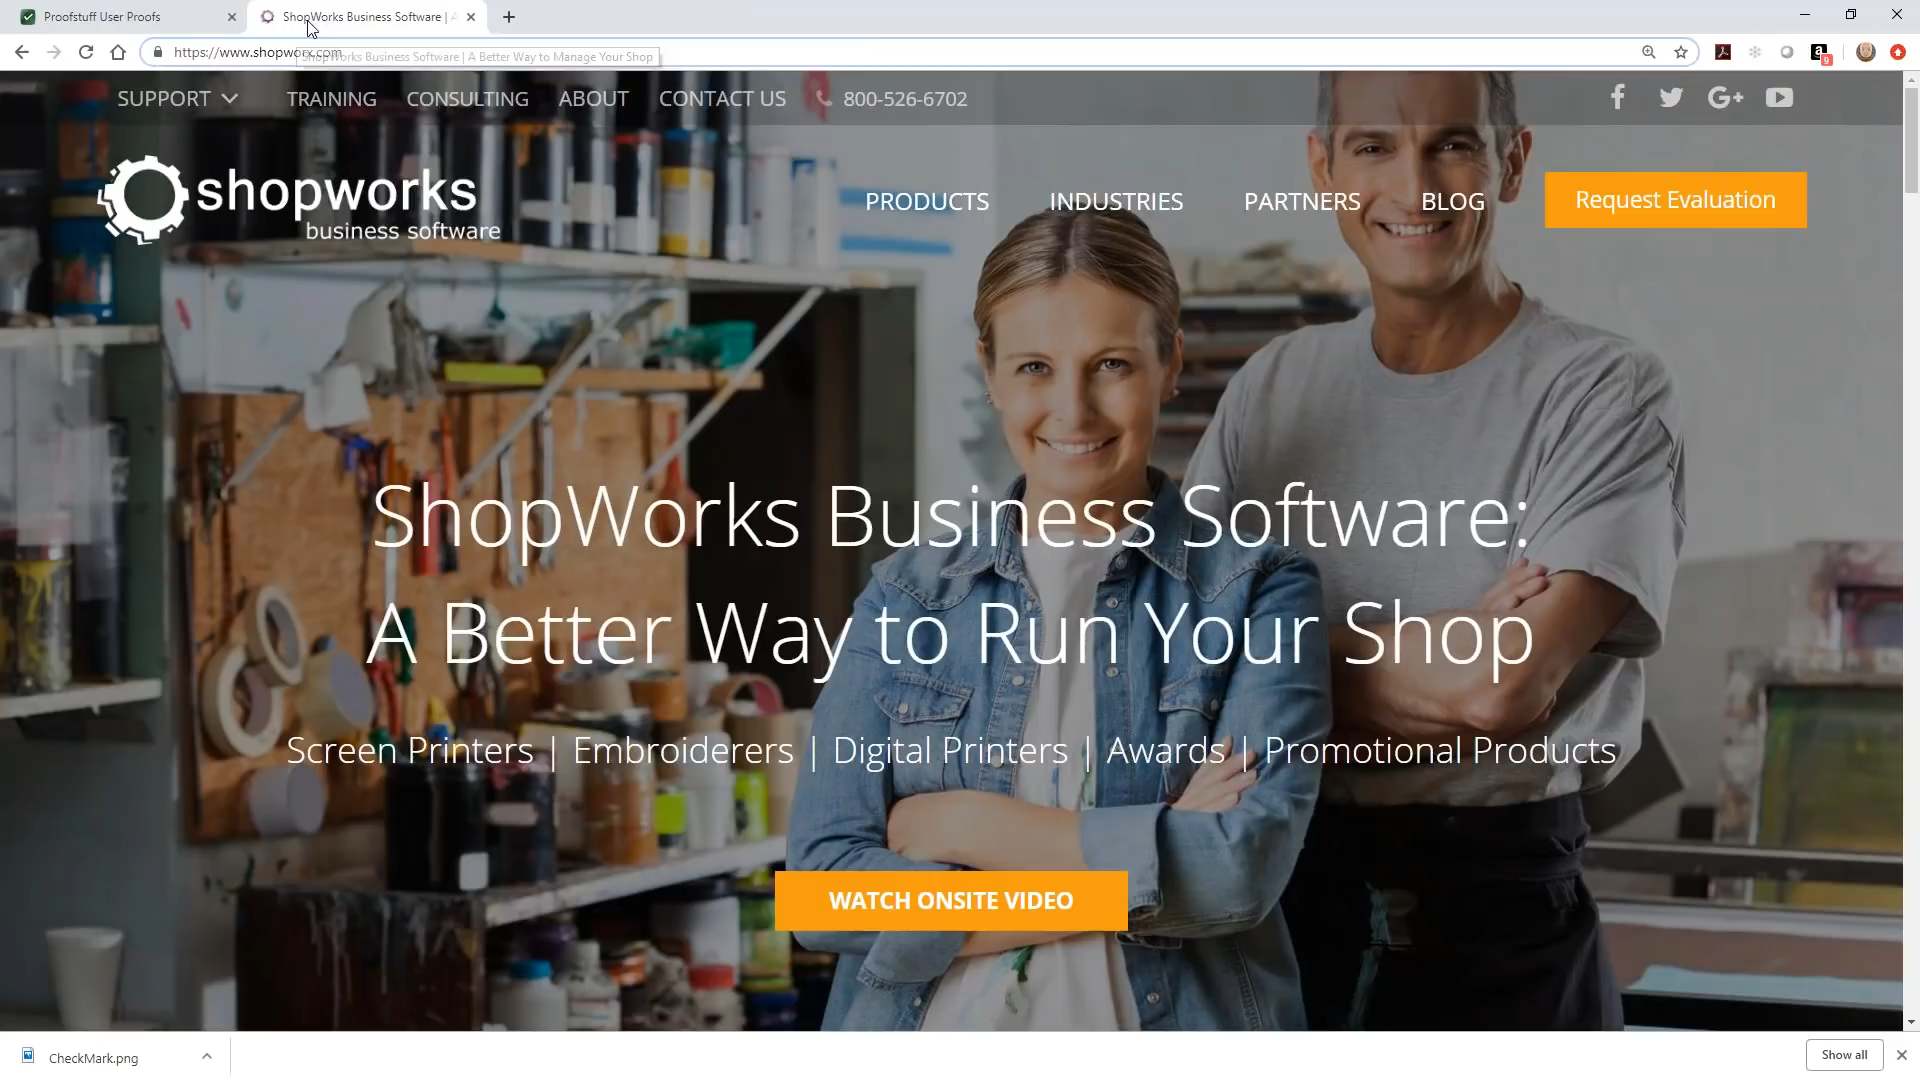 Proofstuff User Proofs
ShopWorks Business Software |
https://www.shopworx.com
ShopWorks Business Software | A Better Way to Manage Your Shop
9
SUPPORT TRAINING CONSULTING ABOUT CONTACT US 800-526-6702
shopworks
business software
PRODUCTS INDUSTRIES PARTNERS BLOG Request Evaluation
ShopWorks Business Software:
A Better Way to Run Your Shop
Screen Printers | Embroiderers | Digital Printers | Awards | Promotional Products
WATCH ONSITE VIDEO
CheckMark.png
Show all